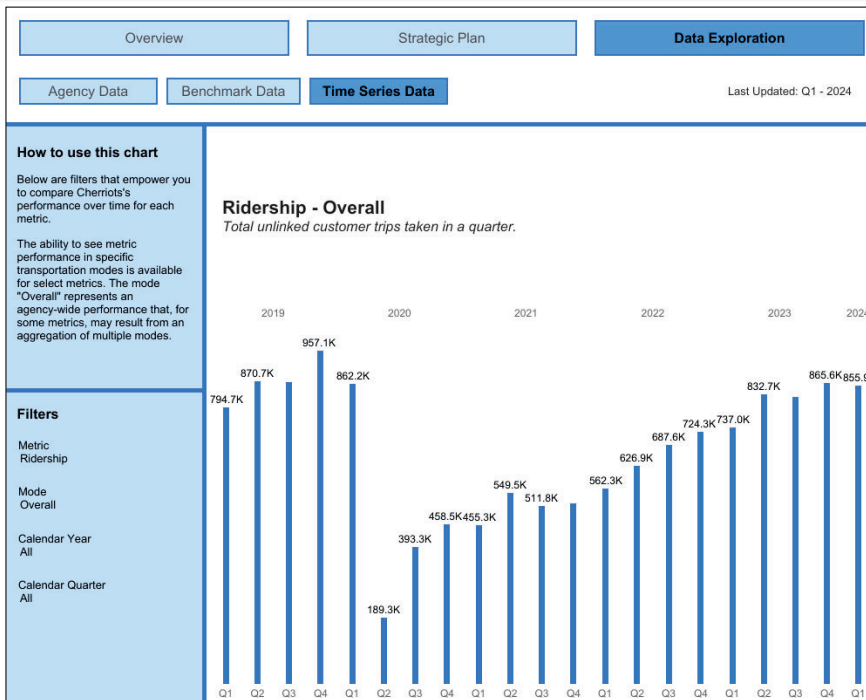 Overview
Strategic Plan
Data Exploration
Agency Data
Benchmark Data
Time Series Data
Last Updated: Q1 - 2024
How to use this chart
Below are filters that empower you
to compare Cherriots's
performance over time for each
metric.
The ability to see metric
performance in specific
transportation modes is available
for select metrics. The mode
"Overall" represents an
agency-wide performance that, for
some metrics, may result from an
aggregation of multiple modes.
Filters
Metric
Ridership
Mode
Overall
Calendar Year
All
Calendar Quarter
All
Ridership - Overall
Total unlinked customer trips taken in a quarter.
2019 2020 2021 2022 2023 2024
794.7K 870.7K 957.1K 862.2K 189.3K 393.3K 458.5K 455.3K 549.5K 511.8K 562.3K 626.9K 687.6K 724.3K 737.0K 832.7K 865.6K 855.9
Q1 Q2 Q3 Q4 Q1 Q2 Q3 Q4 Q1 Q2 Q3 Q4 Q1 Q2 Q3 Q4 Q1 Q2 Q3 Q4 Q1